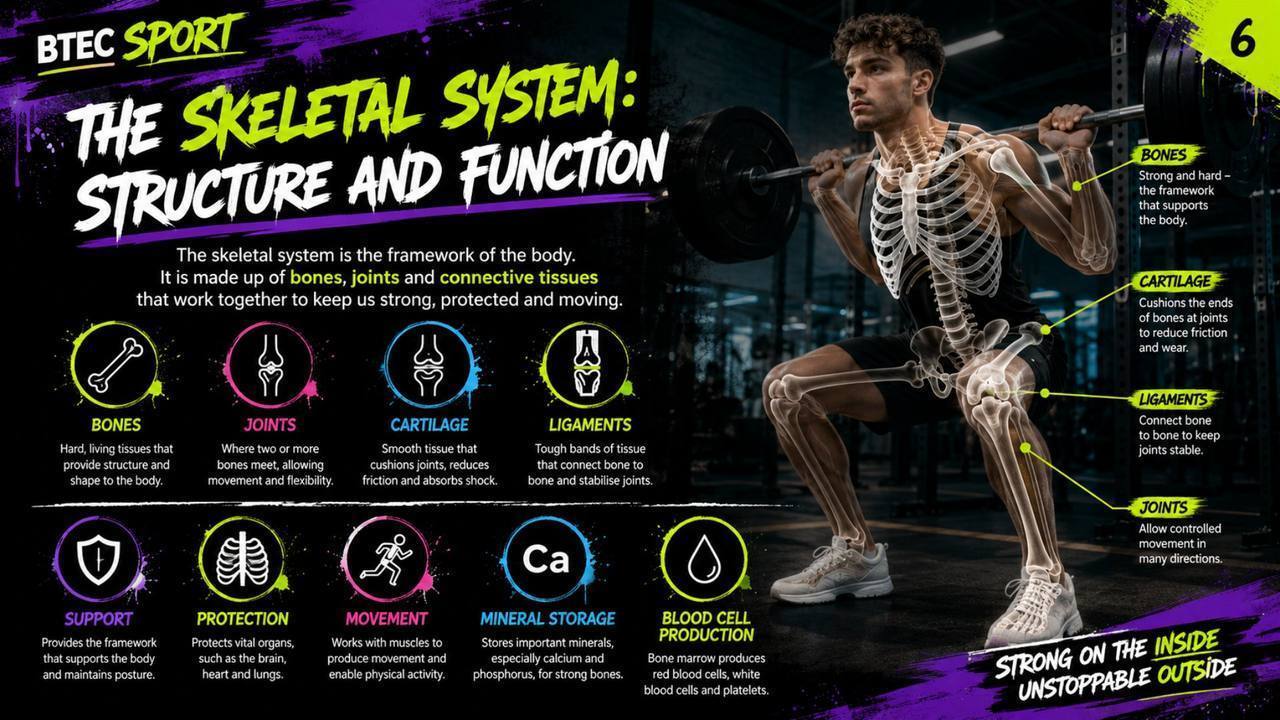 BTEC SPORT
6
THE SKELETAL SYSTEM:
STRUCTURE AND FUNCTION
The skeletal system is the framework of the body.
It is made up of bones, joints and connective tissues
that work together to keep us strong, protected and moving.
BONES
Hard, living tissues that
provide structure and
shape to the body.
JOINTS
Where two or more
bones meet, allowing
movement and flexibility.
CARTILAGE
Smooth tissue that
cushions joints, reduces
friction and absorbs shock.
LIGAMENTS
Tough bands of tissue
that connect bone to
bone and stabilise joints.
SUPPORT
Provides the framework
that supports the body
and maintains posture.
PROTECTION
Protects vital organs,
such as the brain,
heart and lungs.
MOVEMENT
Works with muscles to
produce movement and
enable physical activity.
Ca
MINERAL STORAGE
Stores important minerals,
especially calcium and
phosphorus, for strong bones.
BLOOD CELL
PRODUCTION
Bone marrow produces
red blood cells, white
blood cells and platelets.
BONES
Strong and hard –
the framework
that supports
the body.
CARTILAGE
Cushions the ends
of bones at joints
to reduce friction
and wear.
LIGAMENTS
Connect bone
to bone to keep
joints stable.
JOINTS
Allow controlled
movement in
many directions.
STRONG ON THE INSIDE
UNSTOPPABLE OUTSIDE